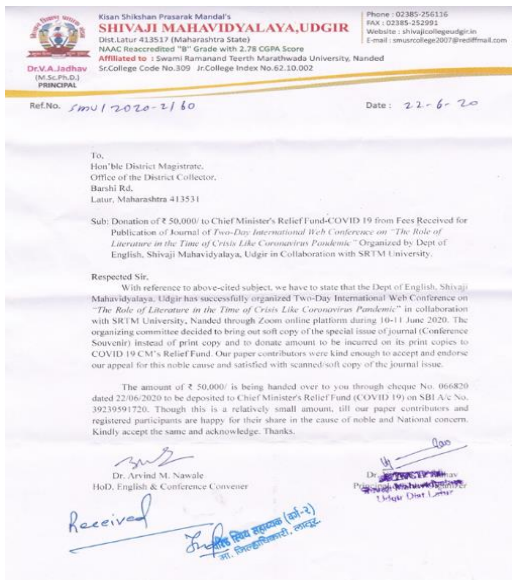 Kisan Shikshan Prasarak Mandal's
SHIVAJI MAHAVIDYALAYA,UDGIR
Dist.Latur 413517 (Maharashtra State)
NAAC Reaccredited "B" Grade with 2.78 CGPA Score
Affiliated to : Swami Ramanand Teerth Marathwada University, Nanded
Sr.College Code No.309 Jr.College Index No.62.10.002
Phone : 02385-256116
FAX : 02385-252991
Website : shivajicollegeudgir.in
E-mail : smusrcollege2007@rediffmail.com
Dr.V.A.Jadhav
(M.Sc.Ph.D.)
PRINCIPAL
Ref.No. SMU/2020-21/60
Date : 22-6-20
To,
Hon'ble District Magistrate,
Office of the District Collector,
Barshi Rd,
Latur, Maharashtra 413531
Sub: Donation of ₹ 50,000/ to Chief Minister's Relief Fund-COVID 19 from Fees Received for
Publication of Journal of Two-Day International Web Conference on "The Role of
Literature in the Time of Crisis Like Coronavirus Pandemic" Organized by Dept of
English, Shivaji Mahavidyalaya, Udgir in Collaboration with SRTM University.
Respected Sir,
With reference to above-cited subject, we have to state that the Dept of English, Shivaji
Mahavidyalaya, Udgir has successfully organized Two-Day International Web Conference on
"The Role of Literature in the Time of Crisis Like Coronavirus Pandemic" in collaboration
with SRTM University, Nanded through Zoom online platform during 10-11 June 2020. The
organizing committee decided to bring out soft copy of the special issue of journal (Conference
Souvenir) instead of print copy and to donate amount to be incurred on its print copies to
COVID 19 CM's Relief Fund. Our paper contributors were kind enough to accept and endorse
our appeal for this noble cause and satisfied with scanned/soft copy of the journal issue.
The amount of ₹ 50,000/ is being handed over to you through cheque No. 066820
dated 22/06/2020 to be deposited to Chief Minister's Relief Fund (COVID 19) on SBI A/c No.
39239591720. Though this is a relatively small amount, till our paper contributors and
registered participants are happy for their share in the cause of noble and National concern.
Kindly accept the same and acknowledge. Thanks.
Dr. Arvind M. Nawale
HoD, English & Conference Convener
Dr.
Udgir Dist Latur
Received
(वर्ग-२)
मा. जिल्हाधिकारी, लातूर